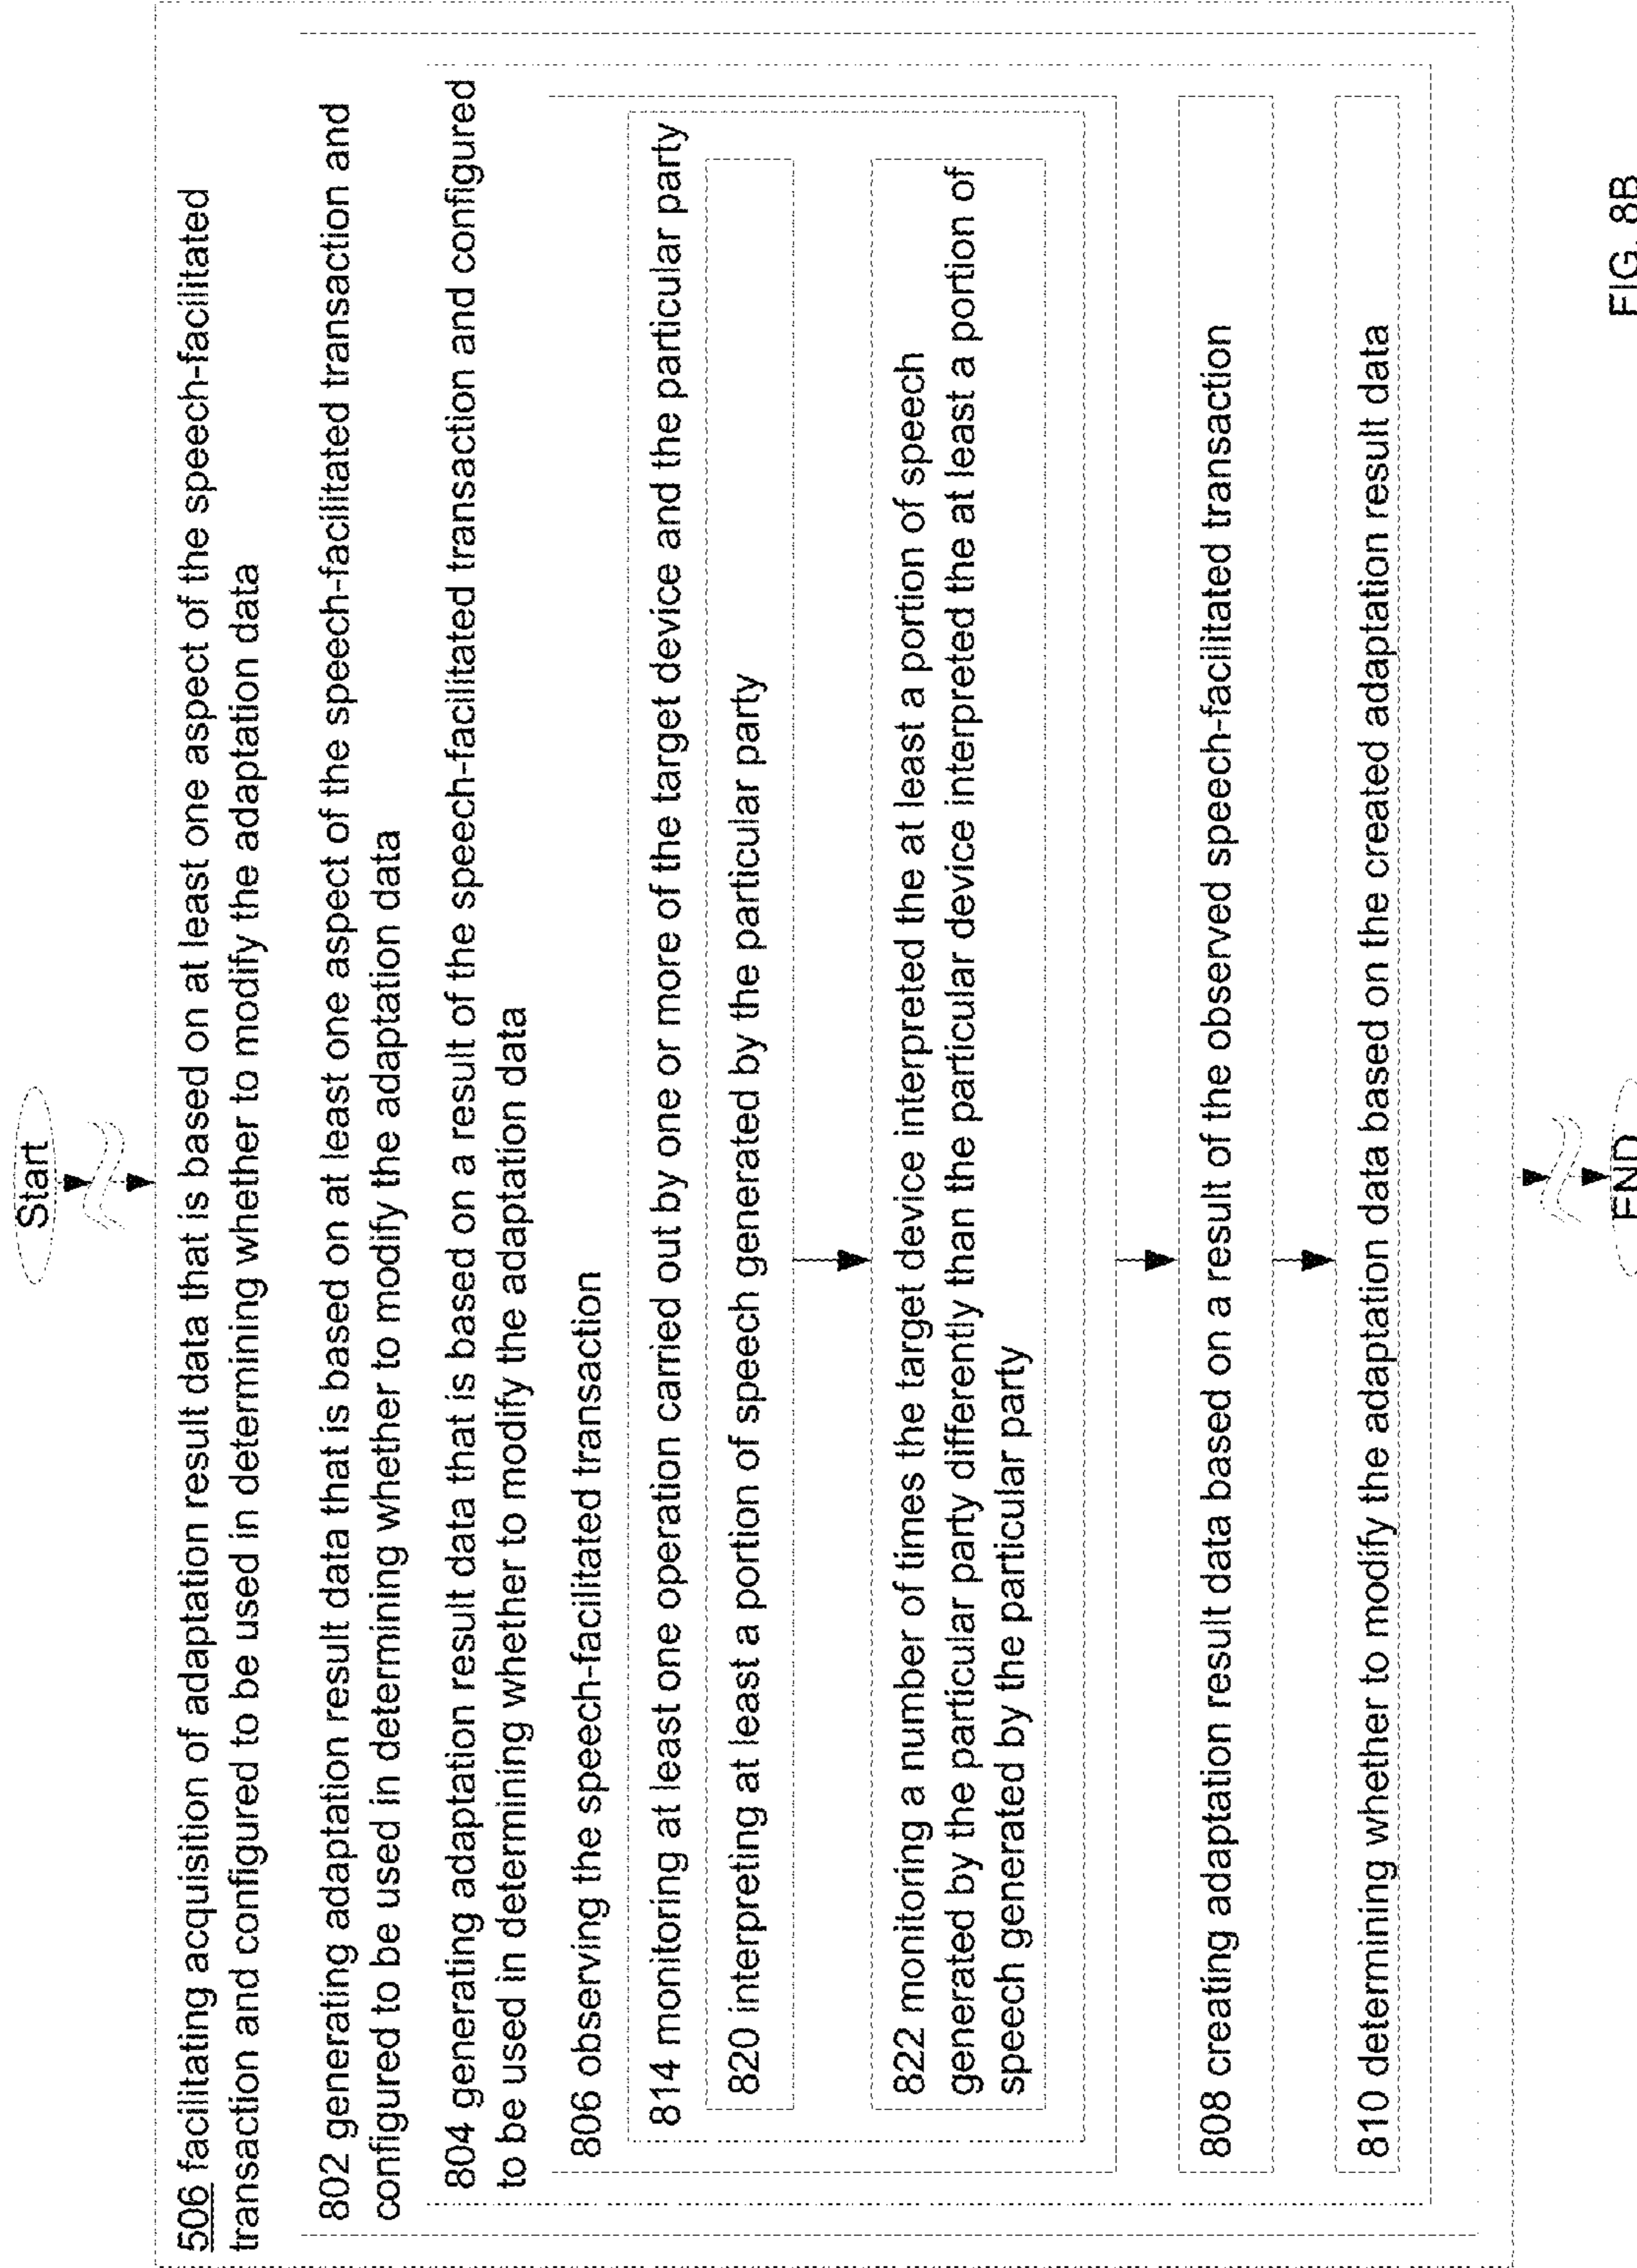 Start
506 facilitating acquisition of adaptation result data that is based on at least one aspect of the speech-facilitated
transaction and configured to be used in determining whether to modify the adaptation data
802 generating adaptation result data that is based on at least one aspect of the speech-facilitated transaction and
configured to be used in determining whether to modify the adaptation data
804 generating adaptation result data that is based on a result of the speech-facilitated transaction and configured
to be used in determining whether to modify the adaptation data
806 observing the speech-facilitated transaction
814 monitoring at least one operation carried out by one or more of the target device and the particular party
820 interpreting at least a portion of speech generated by the particular party
822 monitoring a number of times the target device interpreted the at least a portion of speech
generated by the particular party differently than the particular device interpreted the at least a portion of
speech generated by the particular party
808 creating adaptation result data based on a result of the observed speech-facilitated transaction
810 determining whether to modify the adaptation data based on the created adaptation result data
END
FIG. 8B